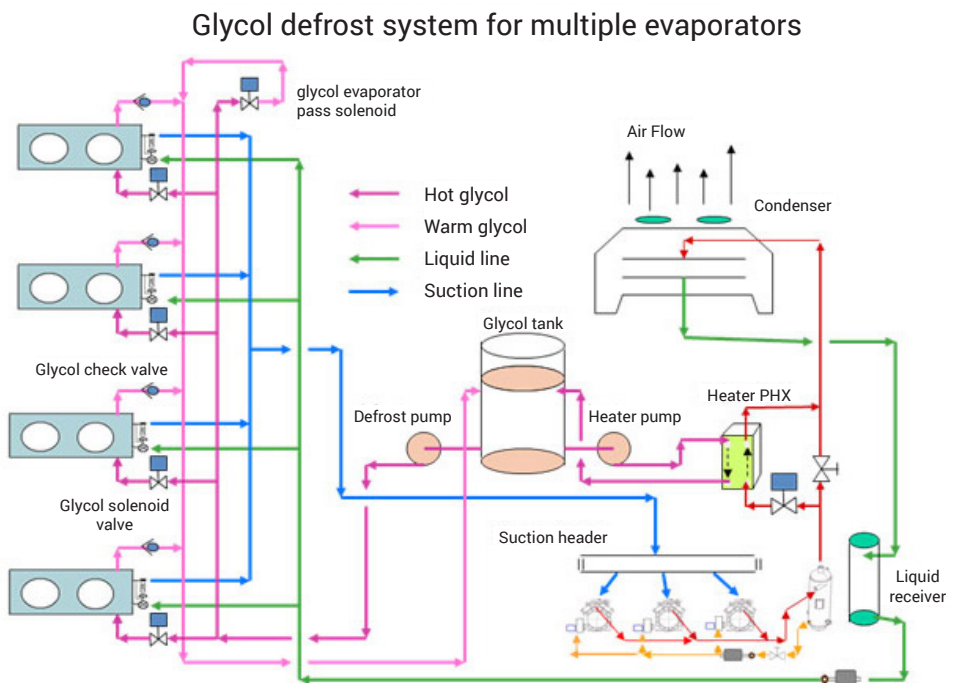 Glycol defrost system for multiple evaporators
glycol evaporator
pass solenoid
Air Flow
Condenser
Hot glycol
Warm glycol
Liquid line
Suction line
Glycol tank
Glycol check valve
Defrost pump
Heater pump
Heater PHX
Glycol solenoid
valve
Suction header
Liquid
receiver